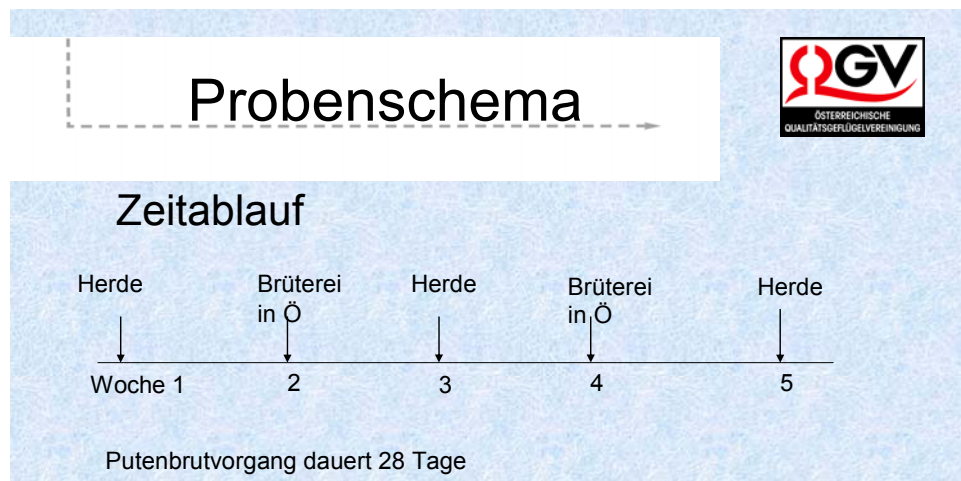 Probenschema
QGV
ÖSTERREICHISCHE
QUALITÄTSGEFLÜGELVEREINIGUNG
Zeitablauf
Herde
Brüterei
in Ö
Herde
Brüterei
in Ö
Herde
Woche 1
2
3
4
5
Putenbrutvorgang dauert 28 Tage